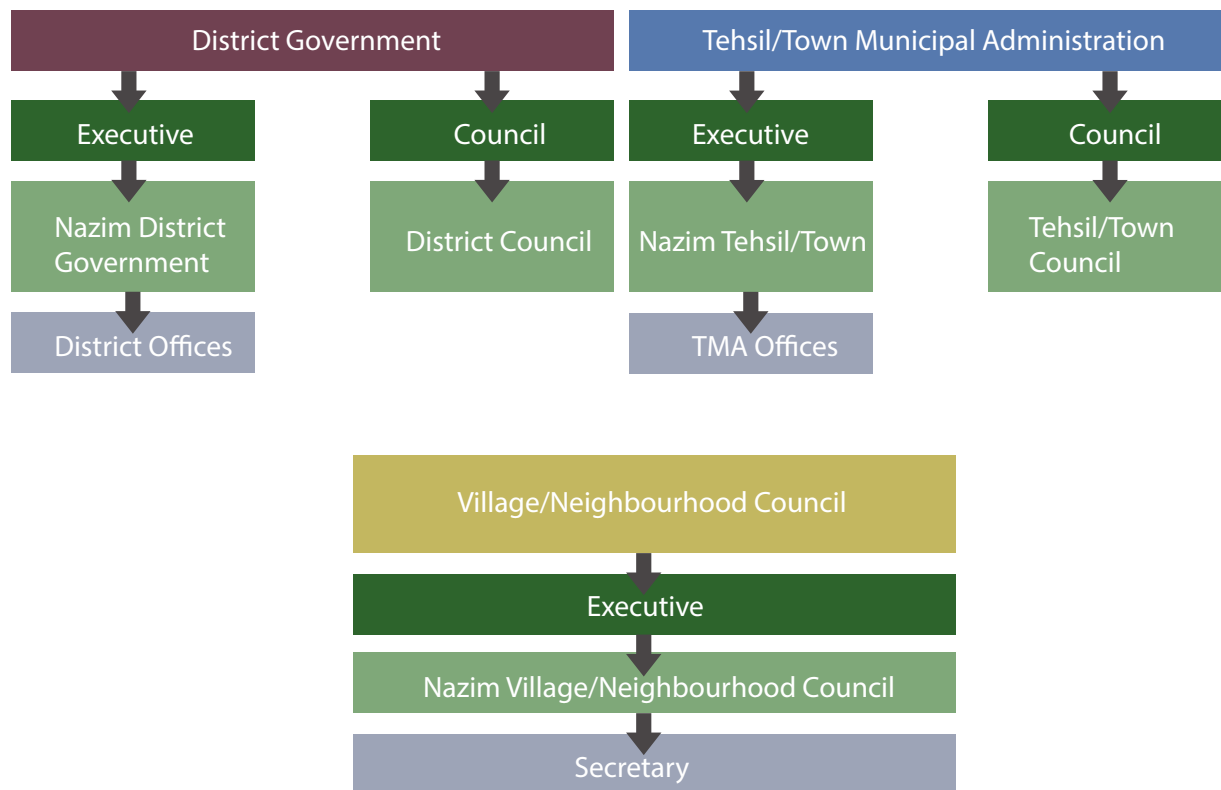 District Government
Tehsil/Town Municipal Administration
Executive
Council
Executive
Council
Nazim District
Government
District Council
Nazim Tehsil/Town
Tehsil/Town
Council
District Offices
TMA Offices
Village/Neighbourhood Council
Executive
Nazim Village/Neighbourhood Council
Secretary